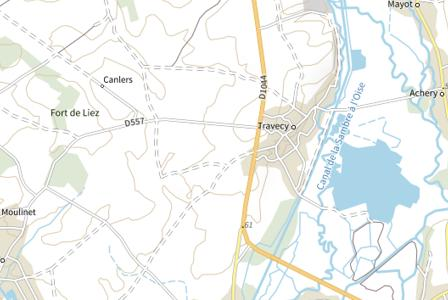 Mayot
Canlers
D1044
Achery
Fort de Liez
D557
Travecy
Canal de la Sambre à l'Oise
Moulinet
61